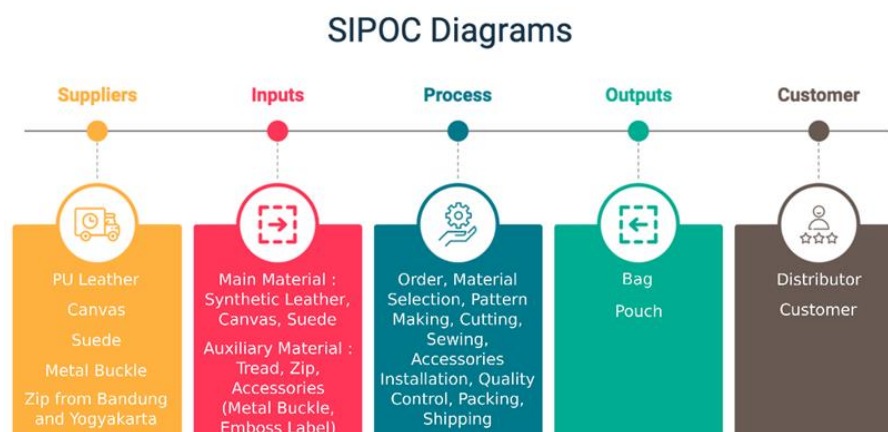 SIPOC Diagrams
Suppliers
Inputs
Process
Outputs
Customer
PU Leather
Canvas
Suede
Metal Buckle
Zip from Bandung
and Yogyakarta
Main Material :
Synthetic Leather,
Canvas, Suede
Auxiliary Material :
Tread, Zip,
Accessories
(Metal Buckle,
Emboss Label)
Order, Material
Selection, Pattern
Making, Cutting,
Sewing,
Accessories
Installation, Quality
Control, Packing,
Shipping
Bag
Pouch
Distributor
Customer